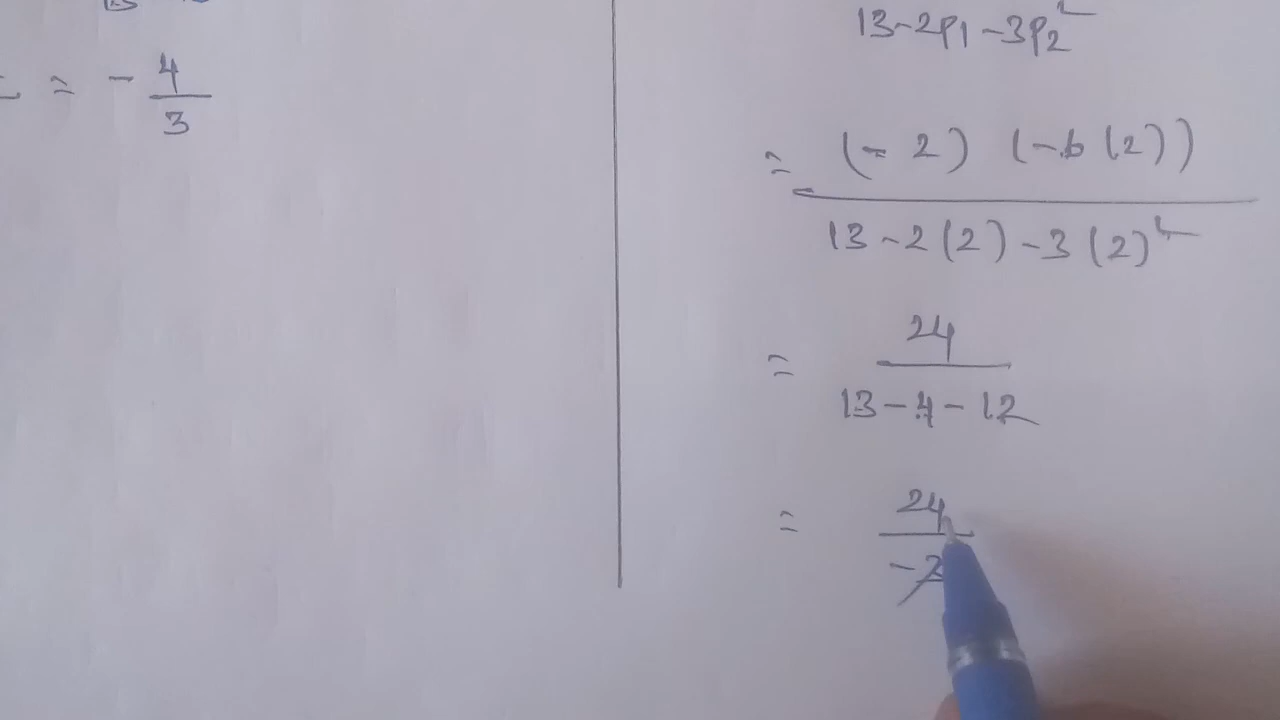 = - 4/3
13-2p1-3p2²
= (-2) (-6(2)) / 13-2(2)-3(2)²
= 24 / 13-4-12
= 24 / -3